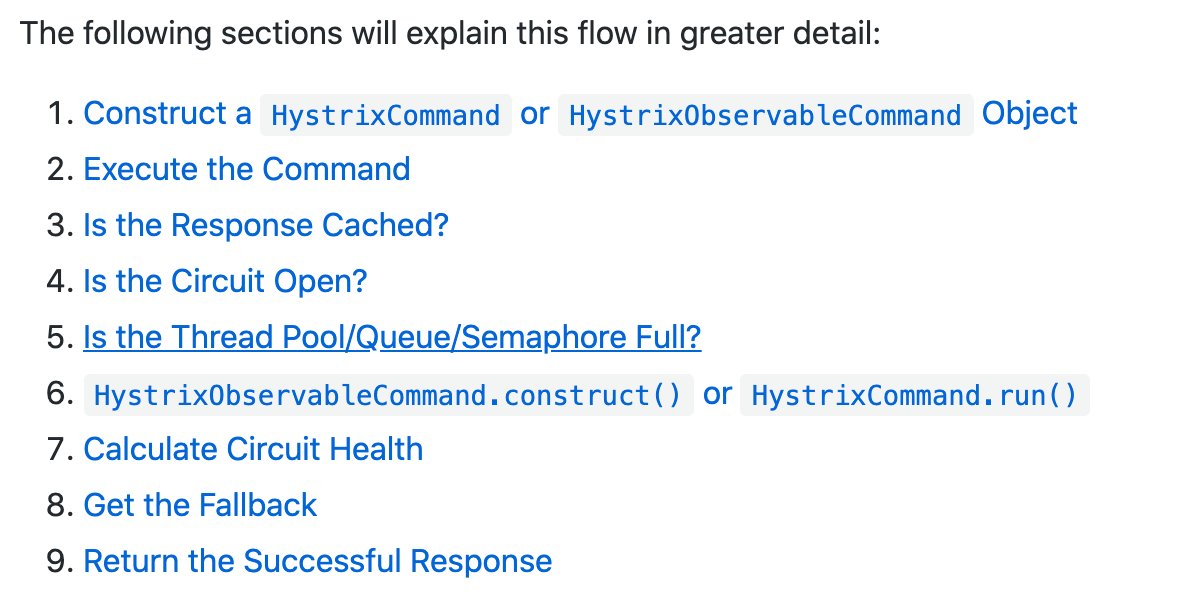 The following sections will explain this flow in greater detail:
1. Construct a HystrixCommand or HystrixObservableCommand Object
2. Execute the Command
3. Is the Response Cached?
4. Is the Circuit Open?
5. Is the Thread Pool/Queue/Semaphore Full?
6. HystrixObservableCommand.construct() or HystrixCommand.run()
7. Calculate Circuit Health
8. Get the Fallback
9. Return the Successful Response